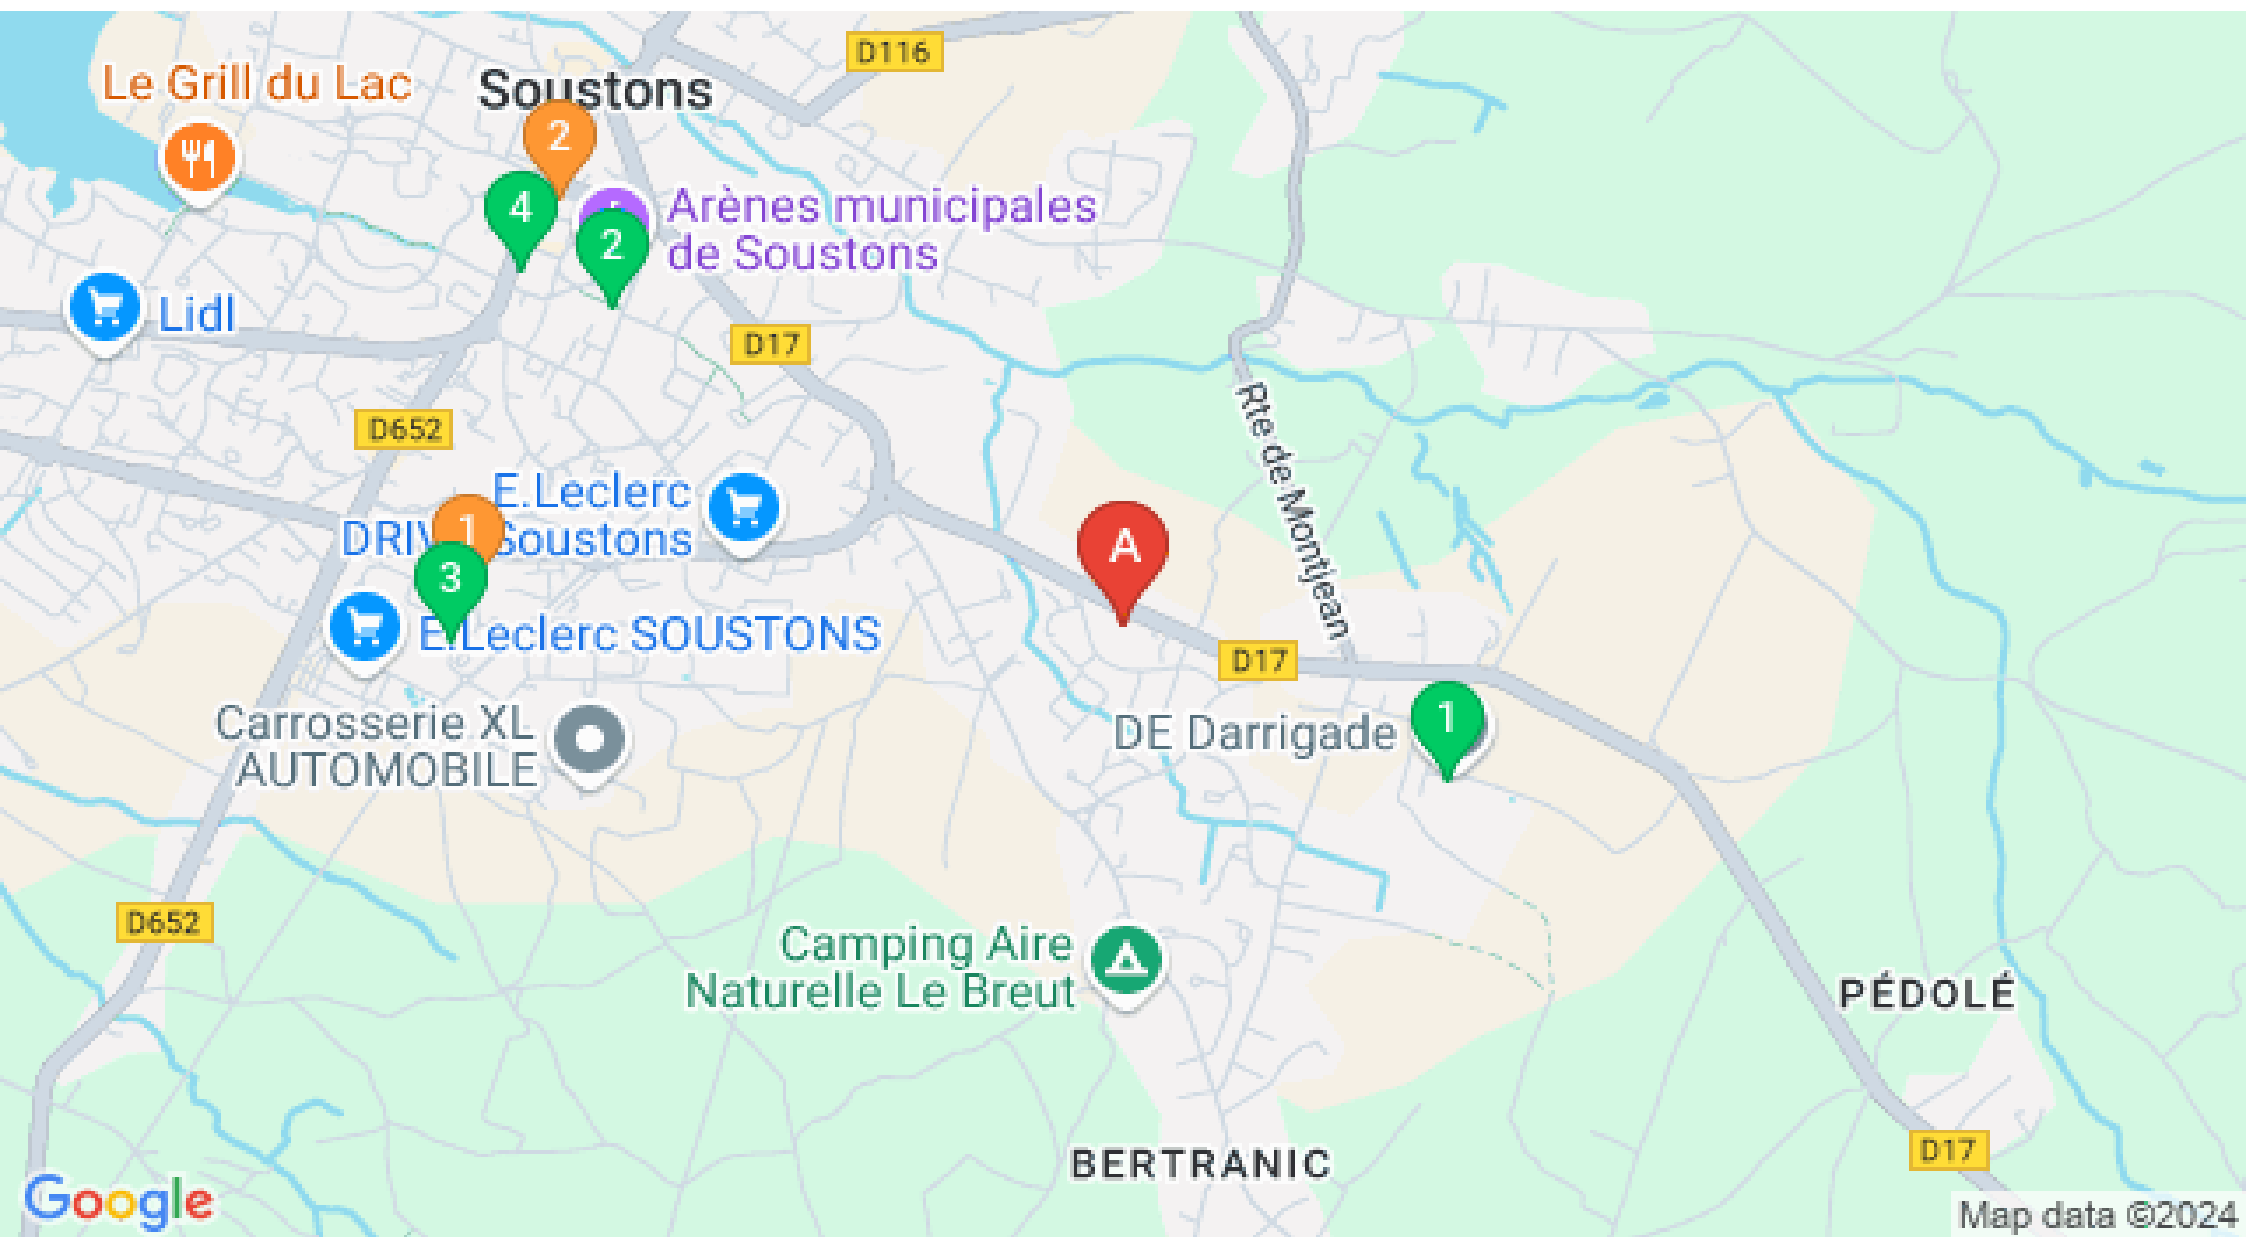 D116
Le Grill du Lac
Soustons
2
4
Arènes municipales
de Soustons
2
Lidl
D17
D652
Rte de Montjean
E.Leclerc
Soustons
1
A
3
E.Leclerc SOUSTONS
D17
Carrosserie XL
AUTOMOBILE
DE Darrigade
1
D652
Camping Aire
Naturelle Le Breut
PÉDOLÉ
BERTRANIC
D17
Google
Map data ©2024